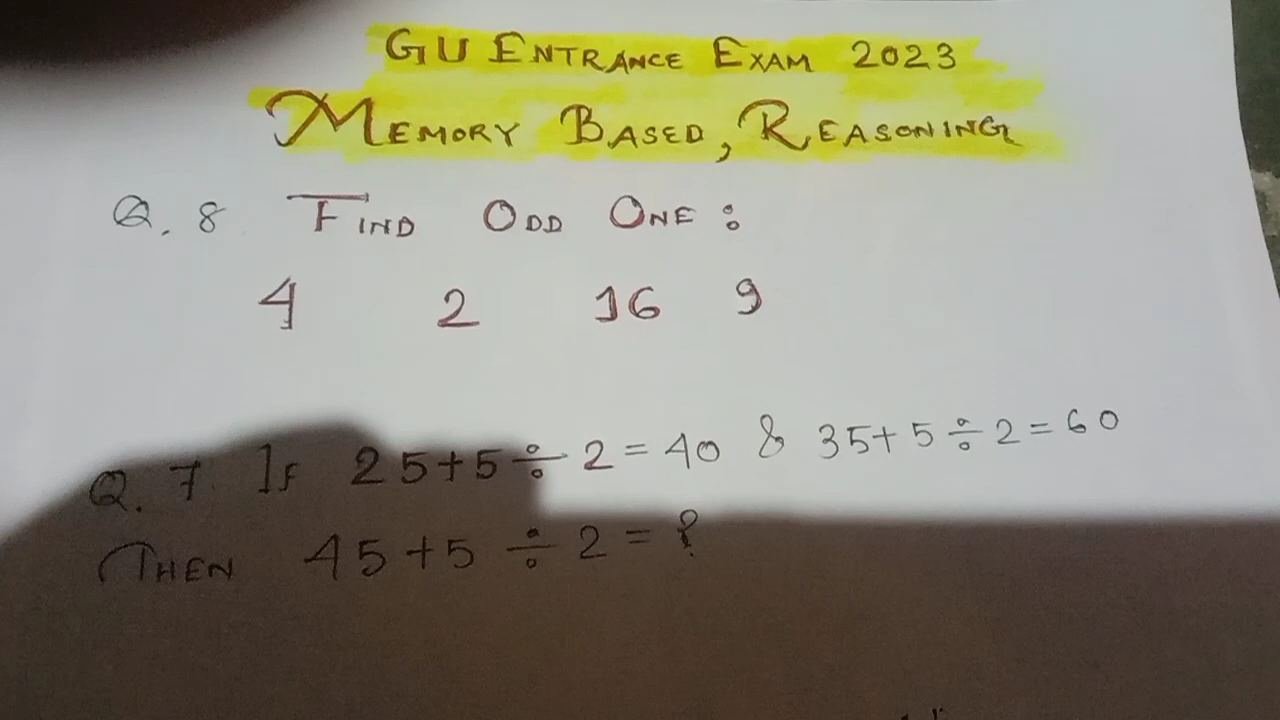 GU ENTRANCE EXAM 2023
MEMORY BASED, REASONING
Q. 8 FIND ODD ONE :
4 2 16 9
Q. 7. IF 25+5÷2=40 & 35+5÷2=60
THEN 45+5÷2=?